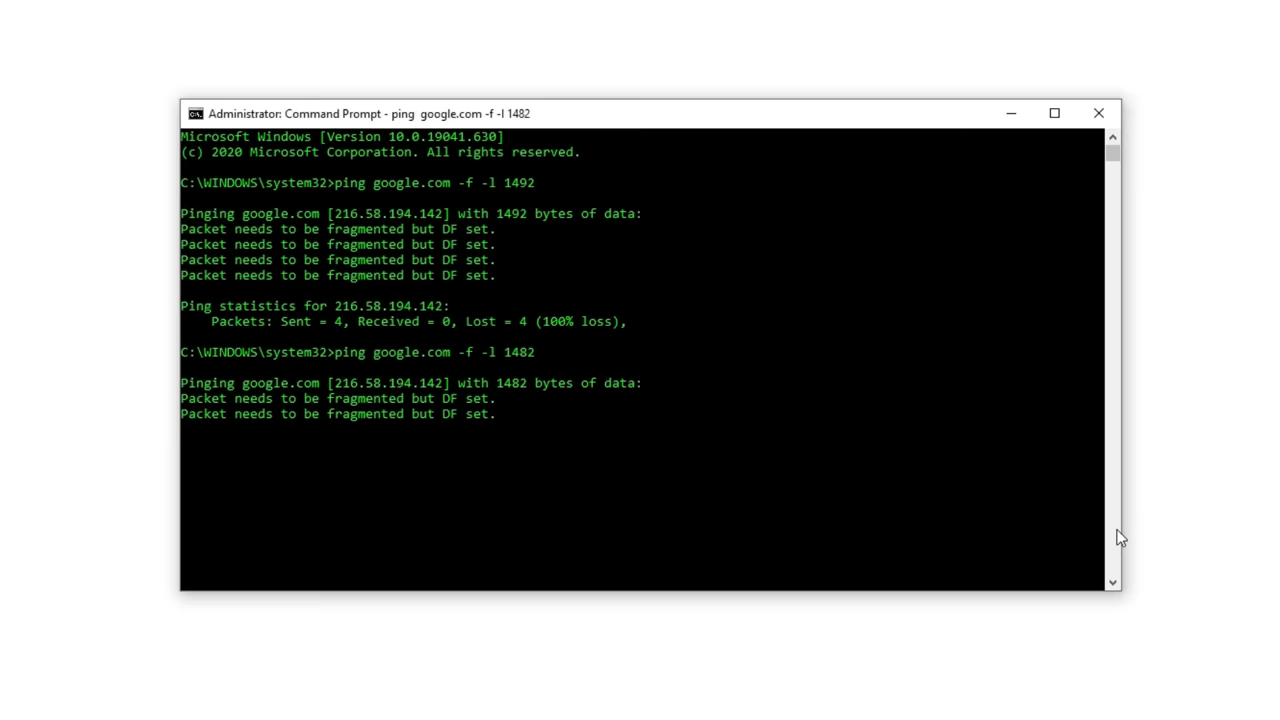 Administrator: Command Prompt - ping  google.com -f -l 1482
Microsoft Windows [Version 10.0.19041.630]
(c) 2020 Microsoft Corporation. All rights reserved.
C:\WINDOWS\system32>ping google.com -f -l 1492
Pinging google.com [216.58.194.142] with 1492 bytes of data:
Packet needs to be fragmented but DF set.
Packet needs to be fragmented but DF set.
Packet needs to be fragmented but DF set.
Packet needs to be fragmented but DF set.
Ping statistics for 216.58.194.142:
    Packets: Sent = 4, Received = 0, Lost = 4 (100% loss),
C:\WINDOWS\system32>ping google.com -f -l 1482
Pinging google.com [216.58.194.142] with 1482 bytes of data:
Packet needs to be fragmented but DF set.
Packet needs to be fragmented but DF set.